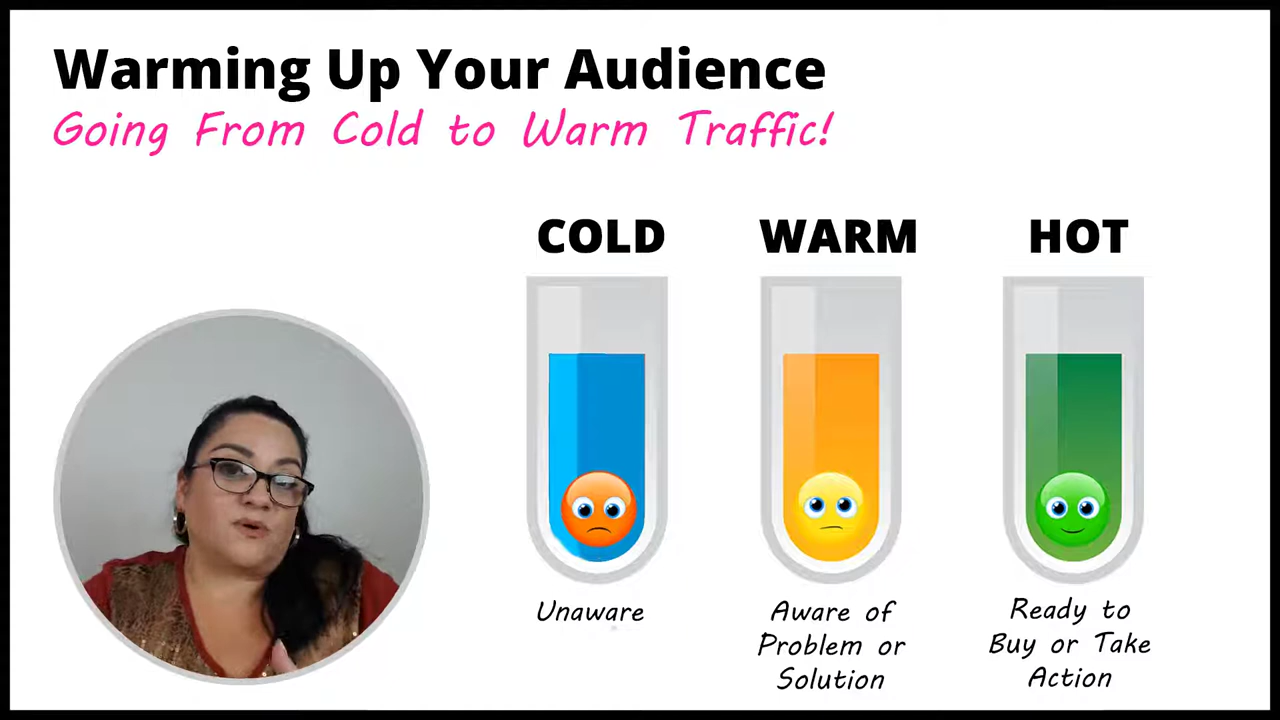 Warming Up Your Audience
Going From Cold to Warm Traffic!
COLD
WARM
HOT
Unaware
Aware of
Problem or
Solution
Ready to
Buy or Take
Action